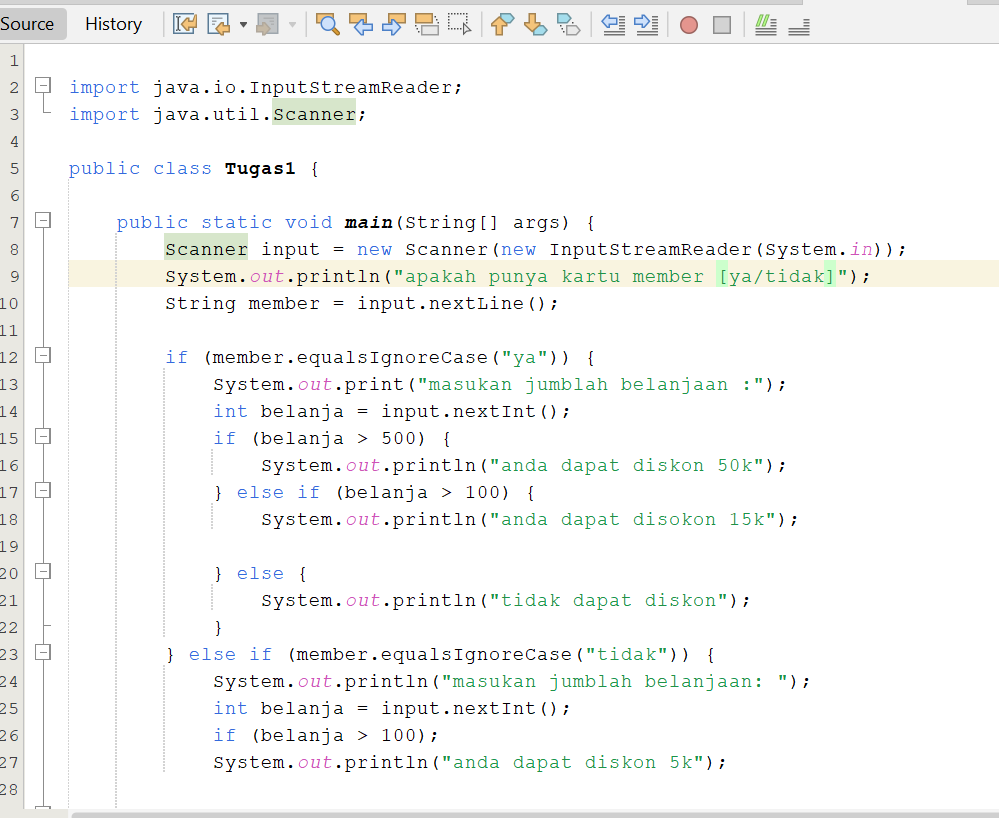 Source History
1
2 import java.io.InputStreamReader;
3 import java.util.Scanner;
4
5 public class Tugas1 {
6
7 public static void main(String[] args) {
8 Scanner input = new Scanner(new InputStreamReader(System.in));
9 System.out.println("apakah punya kartu member [ya/tidak]");
10 String member = input.nextLine();
11
12 if (member.equalsIgnoreCase("ya")) {
13 System.out.print("masukan jumblah belanjaan :");
14 int belanja = input.nextInt();
15 if (belanja > 500) {
16 System.out.println("anda dapat diskon 50k");
17 } else if (belanja > 100) {
18 System.out.println("anda dapat disokon 15k");
19
20 } else {
21 System.out.println("tidak dapat diskon");
22 }
23 } else if (member.equalsIgnoreCase("tidak")) {
24 System.out.println("masukan jumblah belanjaan: ");
25 int belanja = input.nextInt();
26 if (belanja > 100);
27 System.out.println("anda dapat diskon 5k");
28